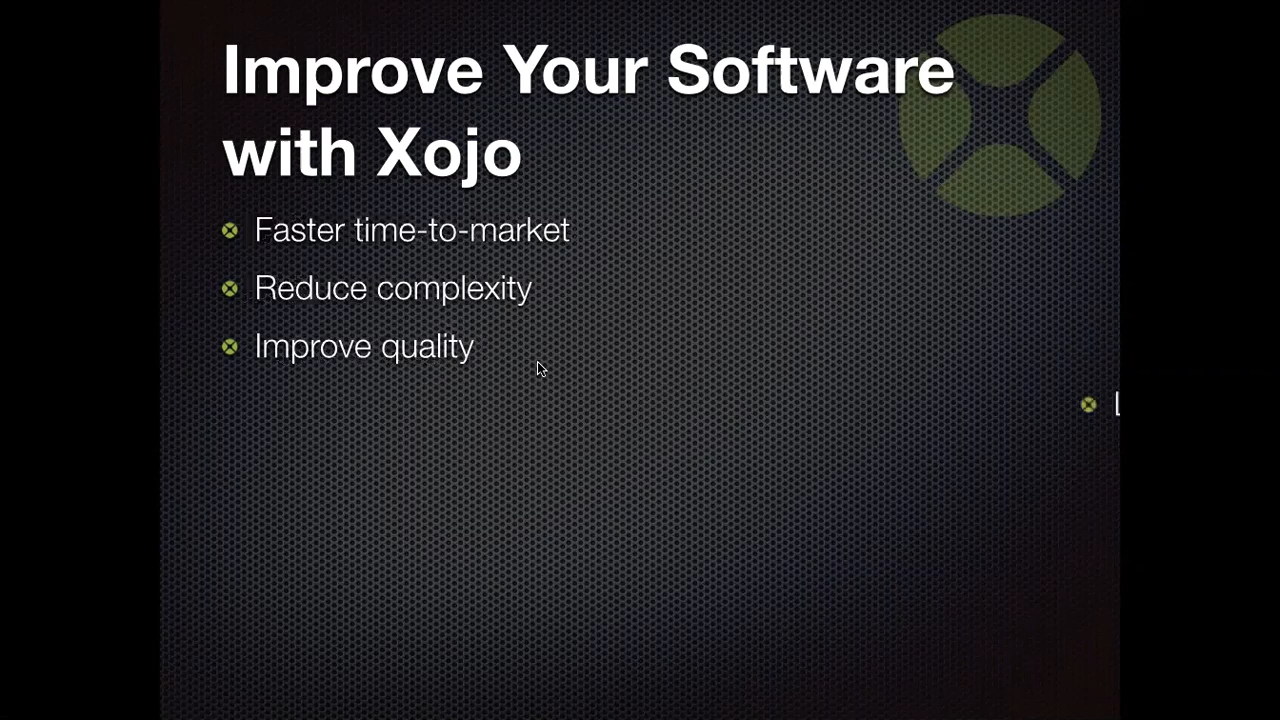 Improve Your Software
with Xojo
Faster time-to-market
Reduce complexity
Improve quality
L